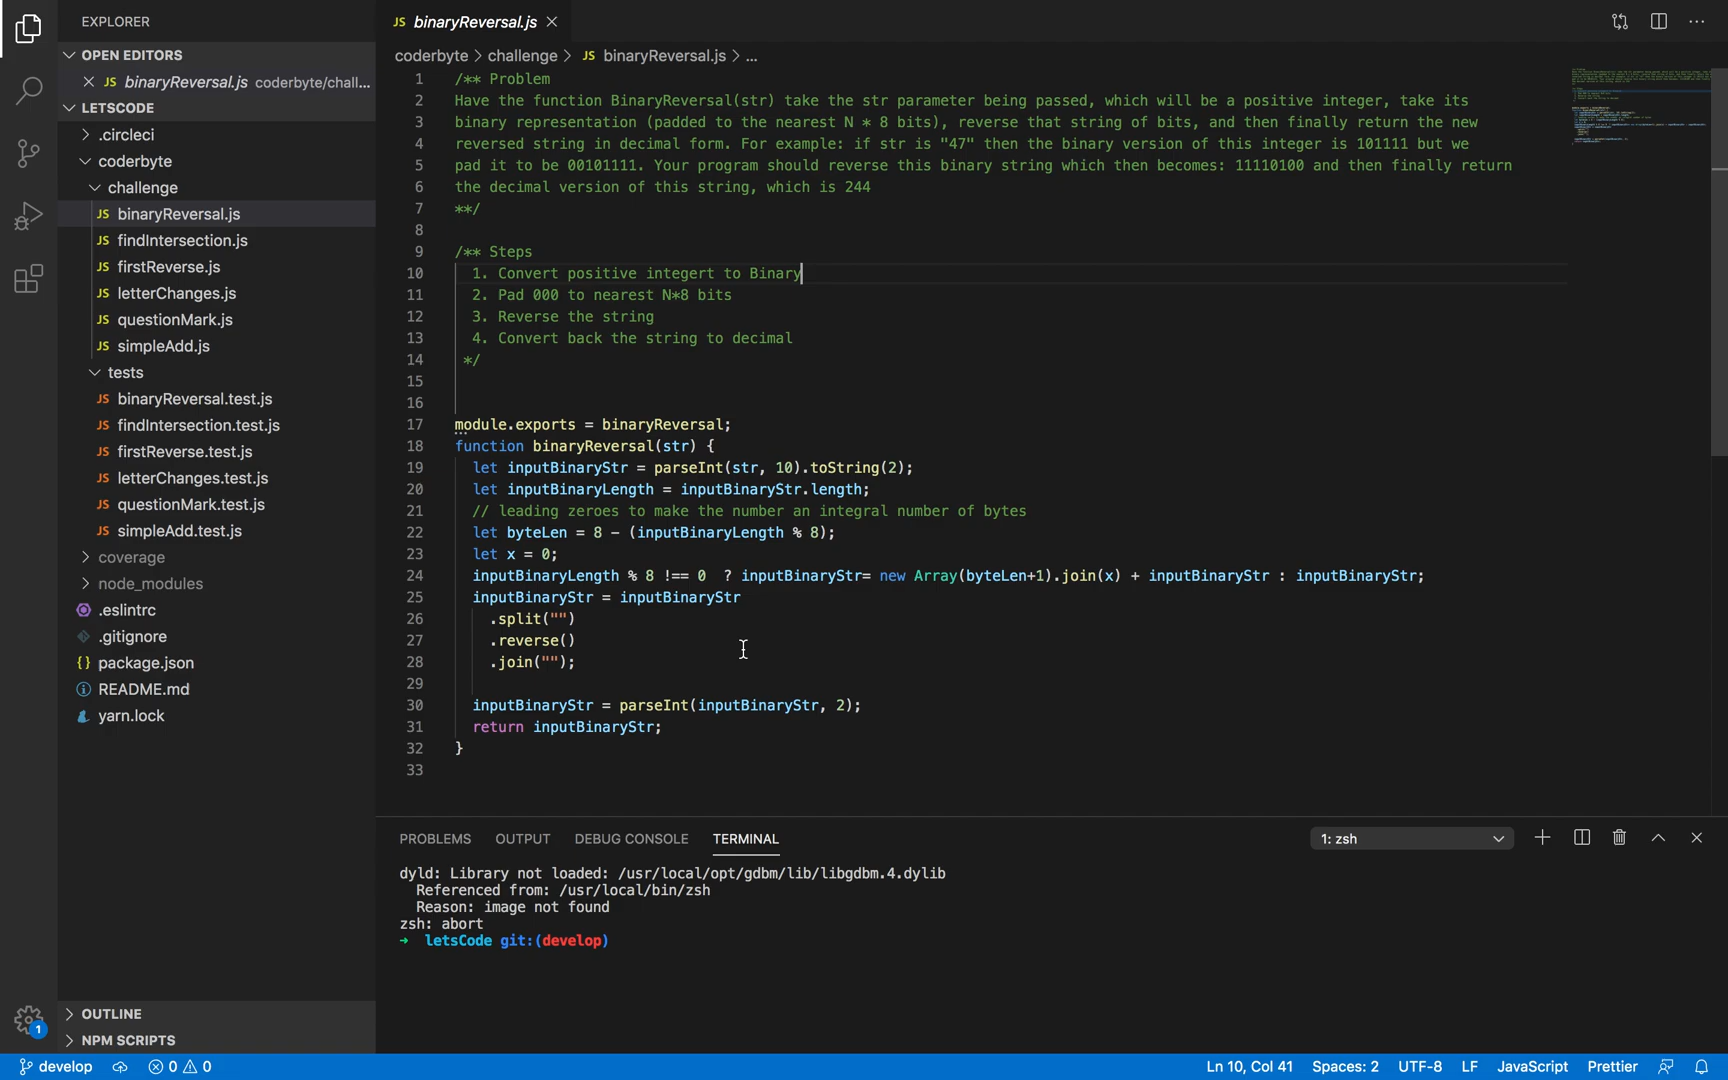 EXPLORER
OPEN EDITORS
JS binaryReversal.js coderbyte/chall...
LETSCODE
.circleci
coderbyte
challenge
JS binaryReversal.js
JS findIntersection.js
JS firstReverse.js
JS letterChanges.js
JS questionMark.js
JS simpleAdd.js
tests
JS binaryReversal.test.js
JS findIntersection.test.js
JS firstReverse.test.js
JS letterChanges.test.js
JS questionMark.test.js
JS simpleAdd.test.js
coverage
node_modules
.eslintrc
.gitignore
{} package.json
README.md
yarn.lock
OUTLINE
NPM SCRIPTS
1
JS binaryReversal.js
coderbyte > challenge > JS binaryReversal.js > ...
1 /** Problem
2 Have the function BinaryReversal(str) take the str parameter being passed, which will be a positive integer, take its
3 binary representation (padded to the nearest N * 8 bits), reverse that string of bits, and then finally return the new
4 reversed string in decimal form. For example: if str is "47" then the binary version of this integer is 101111 but we
5 pad it to be 00101111. Your program should reverse this binary string which then becomes: 11110100 and then finally return
6 the decimal version of this string, which is 244
7 **/
8
9 /** Steps
10 1. Convert positive integert to Binary
11 2. Pad 000 to nearest N*8 bits
12 3. Reverse the string
13 4. Convert back the string to decimal
14 */
15
16
17 module.exports = binaryReversal;
18 function binaryReversal(str) {
19 let inputBinaryStr = parseInt(str, 10).toString(2);
20 let inputBinaryLength = inputBinaryStr.length;
21 // leading zeroes to make the number an integral number of bytes
22 let byteLen = 8 - (inputBinaryLength % 8);
23 let x = 0;
24 inputBinaryLength % 8 !== 0 ? inputBinaryStr= new Array(byteLen+1).join(x) + inputBinaryStr : inputBinaryStr;
25 inputBinaryStr = inputBinaryStr
26 .split("")
27 .reverse()
28 .join("");
29
30 inputBinaryStr = parseInt(inputBinaryStr, 2);
31 return inputBinaryStr;
32 }
33
PROBLEMS OUTPUT DEBUG CONSOLE TERMINAL 1: zsh
dyld: Library not loaded: /usr/local/opt/gdbm/lib/libgdbm.4.dylib
Referenced from: /usr/local/bin/zsh
Reason: image not found
zsh: abort
→ letsCode git:(develop)
develop 0 0 Ln 10, Col 41 Spaces: 2 UTF-8 LF JavaScript Prettier